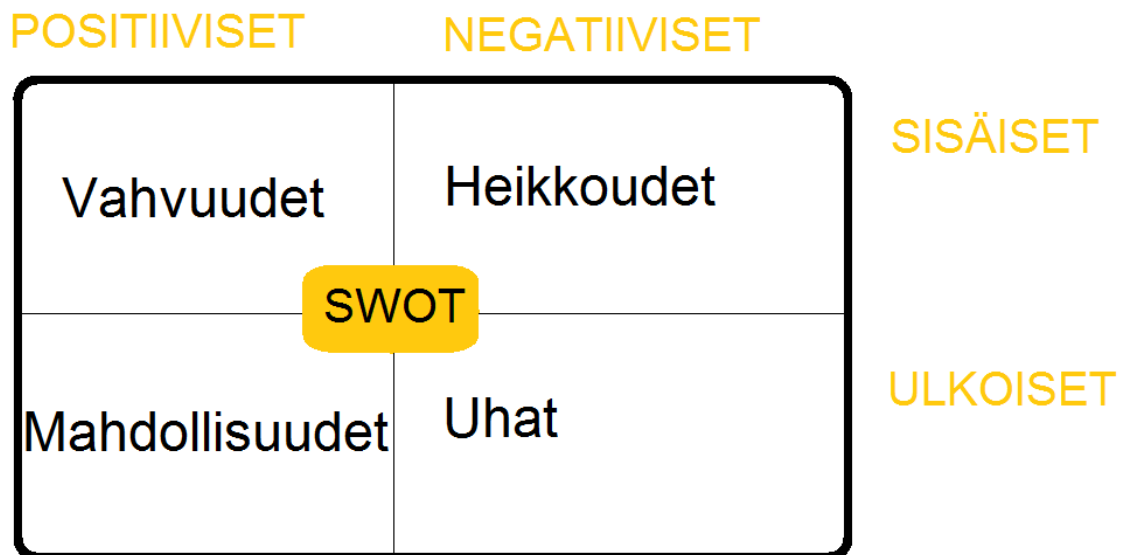 POSITIIVISET
NEGATIIVISET
SISÄISET
Vahvuudet
Heikkoudet
SWOT
ULKOISET
Mahdollisuudet
Uhat